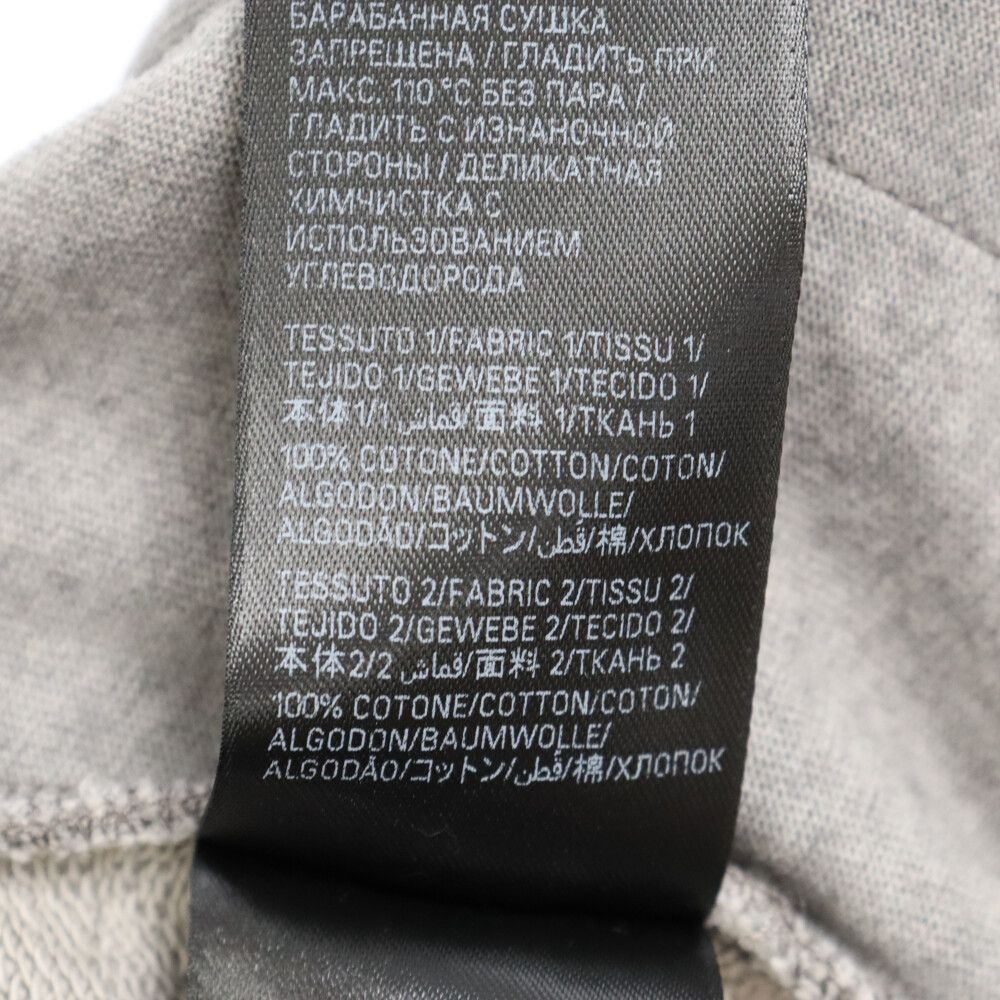 БАРАБАННАЯ СУШКА
ЗАПРЕЩЕНА / ГЛАДИТЬ ПРИ
МАКС. 110 °C БЕЗ ПАРА /
ГЛАДИТЬ С ИЗНАНОЧНОЙ
СТОРОНЫ / ДЕЛИКАТНАЯ
ХИМЧИСТКА С
ИСПОЛЬЗОВАНИЕМ
УГЛЕВОДОРОДА
TESSUTO 1/FABRIC 1/TISSU 1/
TEJIDO 1/GEWEBE 1/TECIDO 1/
本体1/1 قماش/面料 1/ТКАНЬ 1
100% COTONE/COTTON/COTON/
ALGODON/BAUMWOLLE/
ALGODÃO/コットン/قطن/棉/ХЛОПОК
TESSUTO 2/FABRIC 2/TISSU 2/
TEJIDO 2/GEWEBE 2/TECIDO 2/
本体2/2 قماش/面料 2/ТКАНЬ 2
100% COTONE/COTTON/COTON/
ALGODON/BAUMWOLLE/
ALGODÃO/コットン/قطن/棉/ХЛОПОК